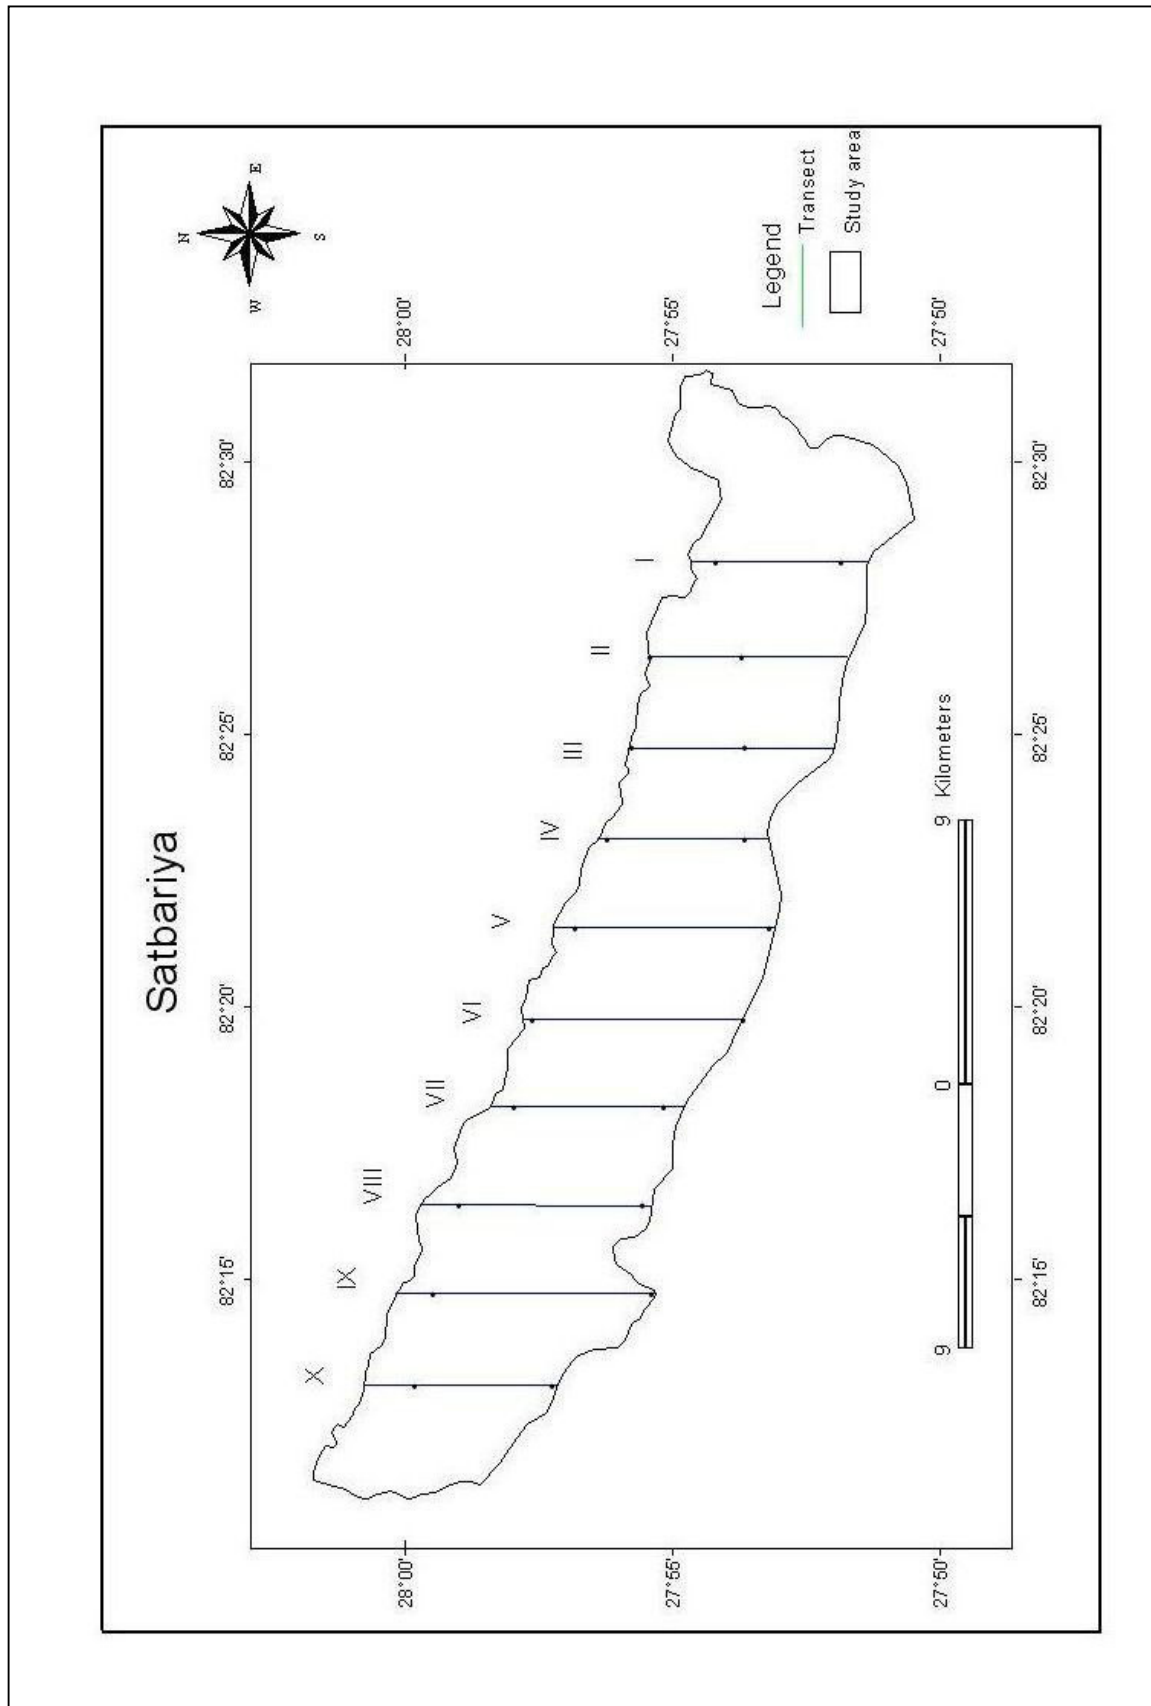 Satbariya
N
W
E
S
82°15'
82°20'
82°25'
82°30'
28°00'
28°00'
27°55'
27°55'
27°50'
27°50'
X
IX
VIII
VII
VI
V
IV
III
II
I
9
0
9 Kilometers
82°15'
82°20'
82°25'
82°30'
Legend
Transect
Study area